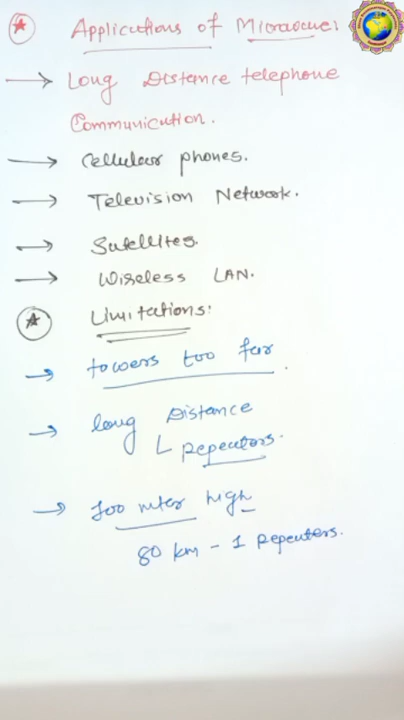 Applications of Microwaves
Long Distance telephone
Communication.
Cellular phones.
Television Network.
Satellites.
Wireless LAN.
Limitations:
towers too far.
long Distance
repeators.
100 meter high
80 km - 1 Repeaters.